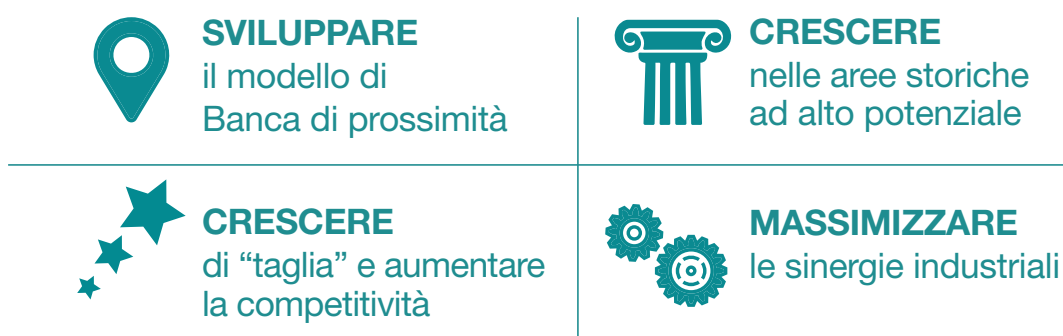 SVILUPPARE
il modello di
Banca di prossimità
CRESCERE
nelle aree storiche
ad alto potenziale
CRESCERE
di “taglia” e aumentare
la competitività
MASSIMIZZARE
le sinergie industriali